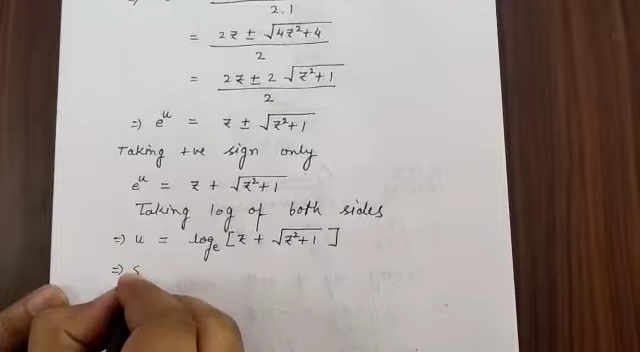 2.1
= 2z ± √4z²+4 / 2
= 2z ± 2 √z²+1 / 2
=) e^u = z ± √z²+1
Taking +ve sign only
e^u = z + √z²+1
Taking log of both sides
=) u = log_e [z + √z²+1 ]
=) S